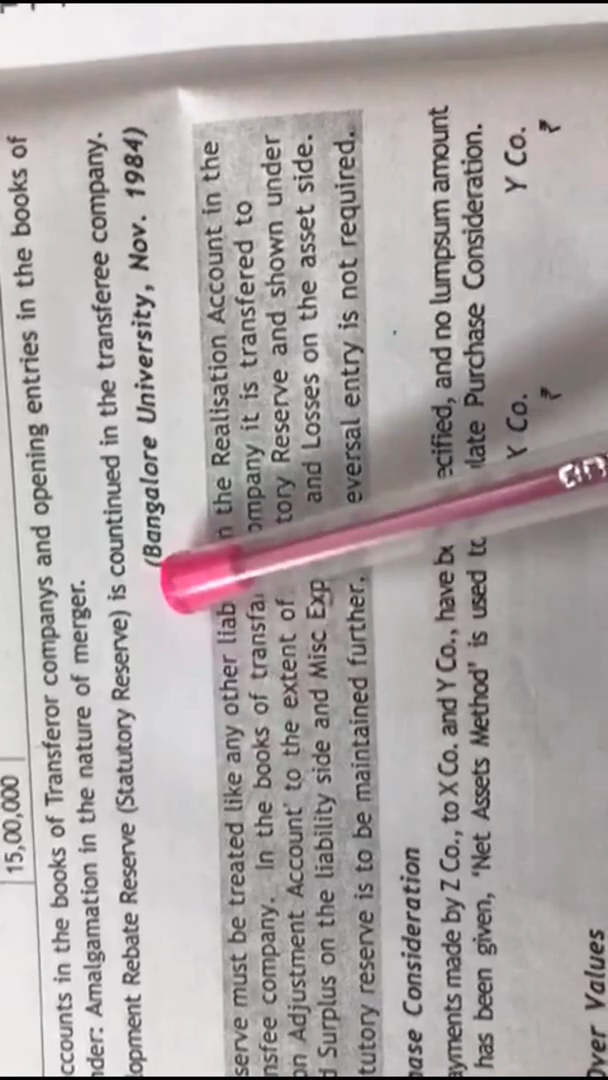 15,00,000
ccounts in the books of Transferor companys and opening entries in the books of
nder: Amalgamation in the nature of merger.
lopment Rebate Reserve (Statutory Reserve) is countinued in the transferee company.
(Bangalore University, Nov. 1984)
serve must be treated like any other liab n the Realisation Account in the
nsfee company. In the books of transfa ompany it is transfered to
on Adjustment Account' to the extent of tory Reserve and shown under
d Surplus on the liability side and Misc Exp and Losses on the asset side.
tutory reserve is to be maintained further, eversal entry is not required.
hase Consideration
ayments made by Z Co., to X Co. and Y Co., have be ecified, and no lumpsum amount
has been given, "Net Assets Method" is used to late Purchase Consideration.
Y Co. Y Co.
₹ ₹
Over Values